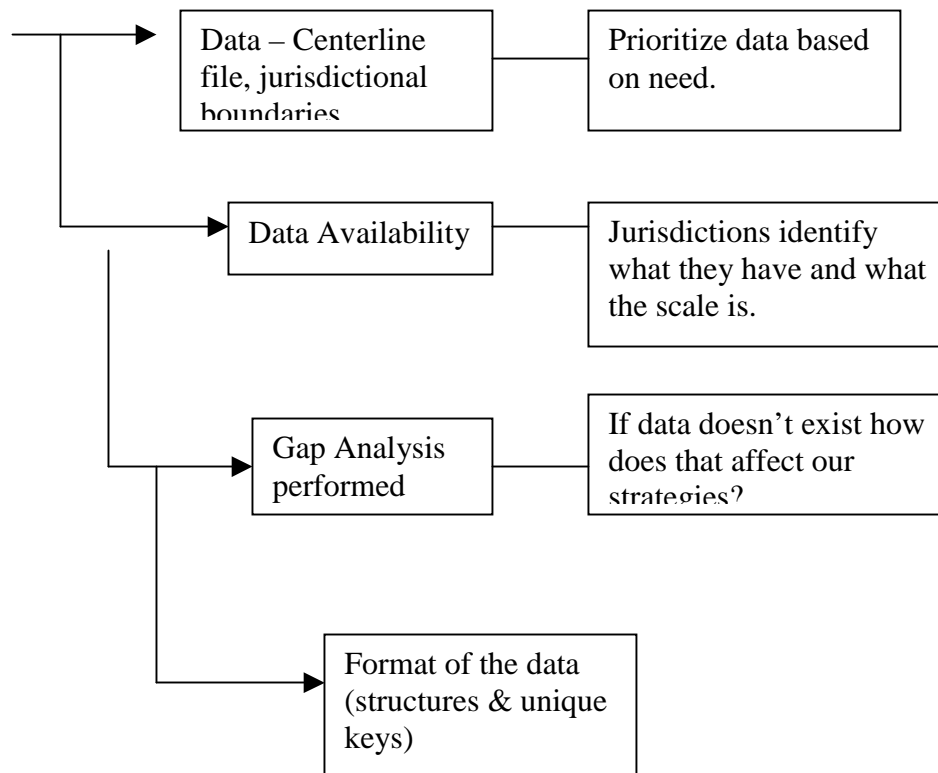 Data – Centerline
file, jurisdictional
boundaries
Prioritize data based
on need.
Data Availability
Jurisdictions identify
what they have and what
the scale is.
Gap Analysis
performed
If data doesn’t exist how
does that affect our
strategies?
Format of the data
(structures & unique
keys)